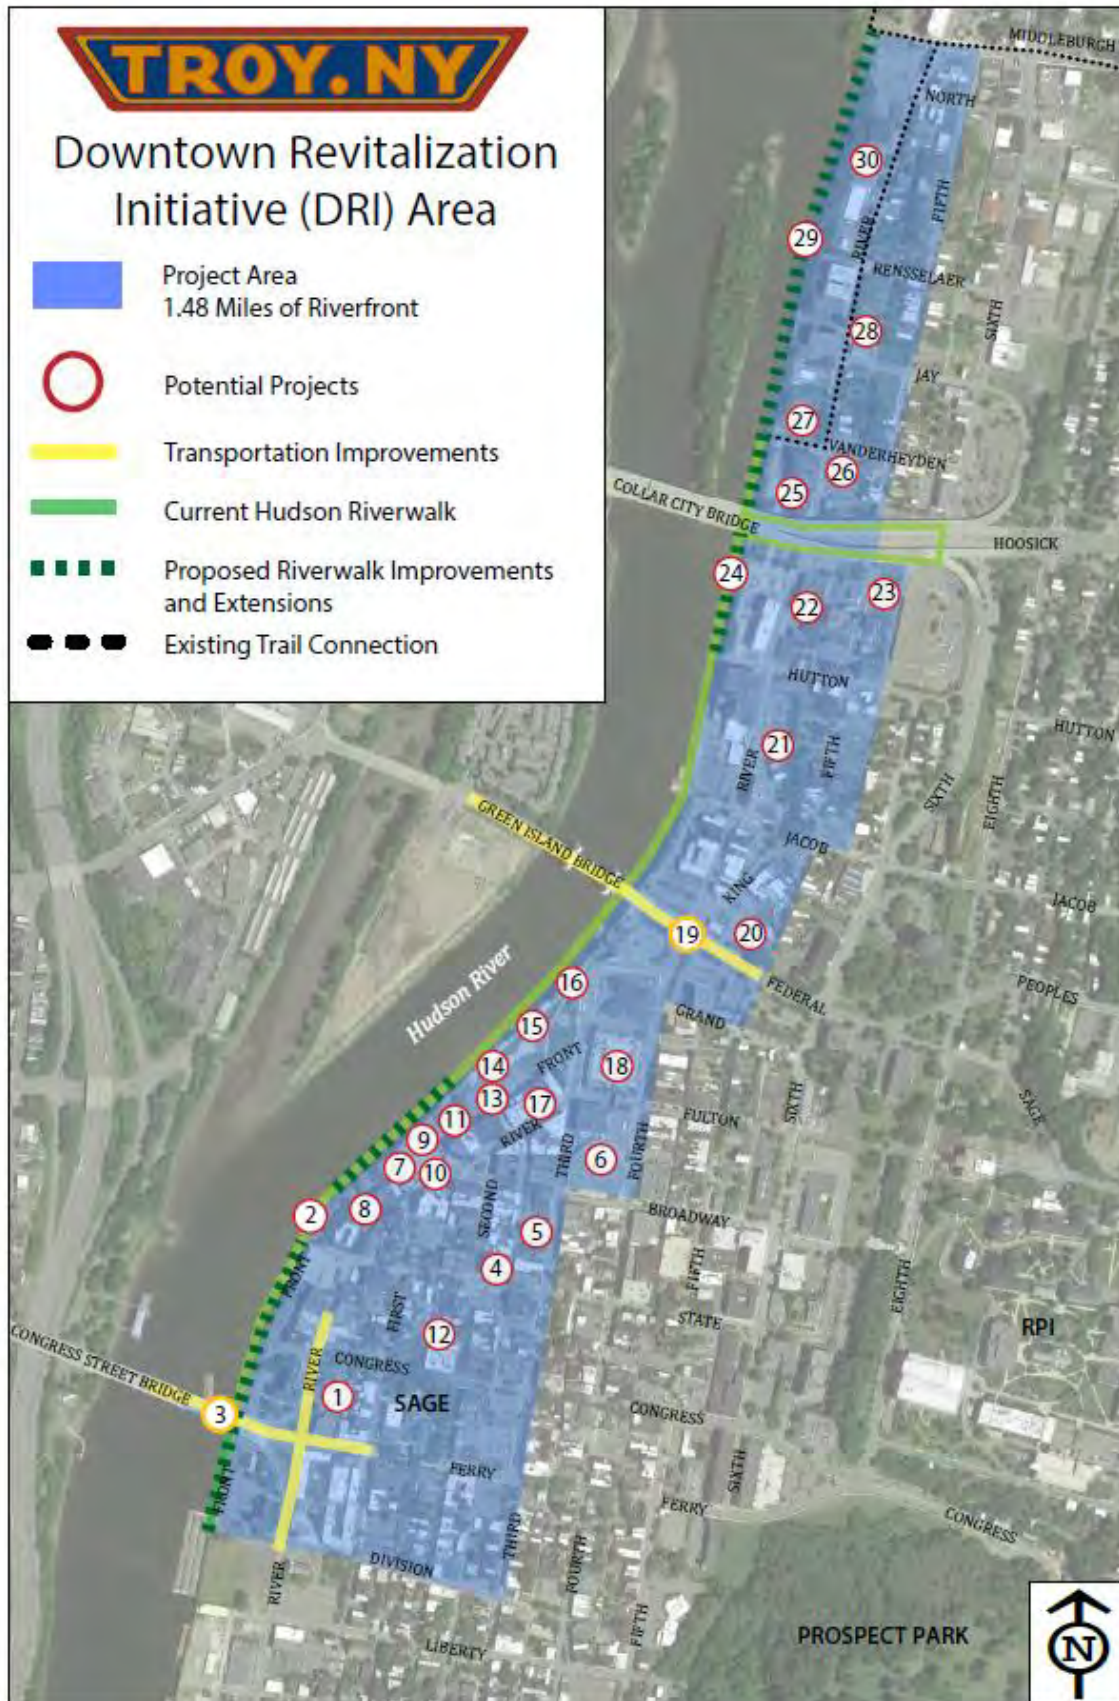 TROY.NY
Downtown Revitalization
Initiative (DRI) Area
Project Area
1.48 Miles of Riverfront
Potential Projects
Transportation Improvements
Current Hudson Riverwalk
Proposed Riverwalk Improvements
and Extensions
Existing Trail Connection
MIDDLEBURGH
NORTH
30
FIFTH
RIVER
29
RENSSELAER
28
SIXTH
JAY
27
VANDERHEYDEN
26
25
COLLAR CITY BRIDGE
HOOSICK
24
23
22
HUTTON
HUTTON
21
RIVER
FIFTH
SIXTH
EIGHTH
GREEN ISLAND BRIDGE
JACOB
KING
JACOB
19
20
Hudson River
16
FEDERAL
PEOPLES
GRAND
15
FRONT
14
18
13
17
SIXTH
SAGE
11
RIVER
FULTON
9
7
10
THIRD
6
FOURTH
2
8
SECOND
BROADWAY
5
4
FIFTH
EIGHTH
FRONT
FIRST
STATE
12
RPI
CONGRESS STREET BRIDGE
RIVER
CONGRESS
1
SAGE
3
CONGRESS
FERRY
SIXTH
FRONT
FERRY
CONGRESS
THIRD
DIVISION
FOURTH
RIVER
FIFTH
LIBERTY
PROSPECT PARK
N